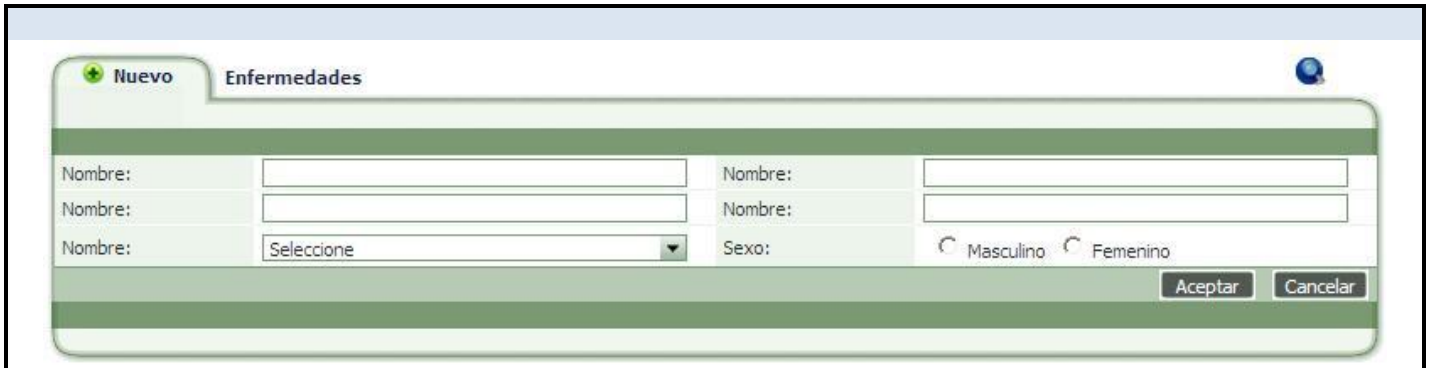 Nuevo Enfermedades
Nombre: Nombre:
Nombre: Nombre:
Nombre: Seleccione Sexo: Masculino Femenino
Aceptar Cancelar